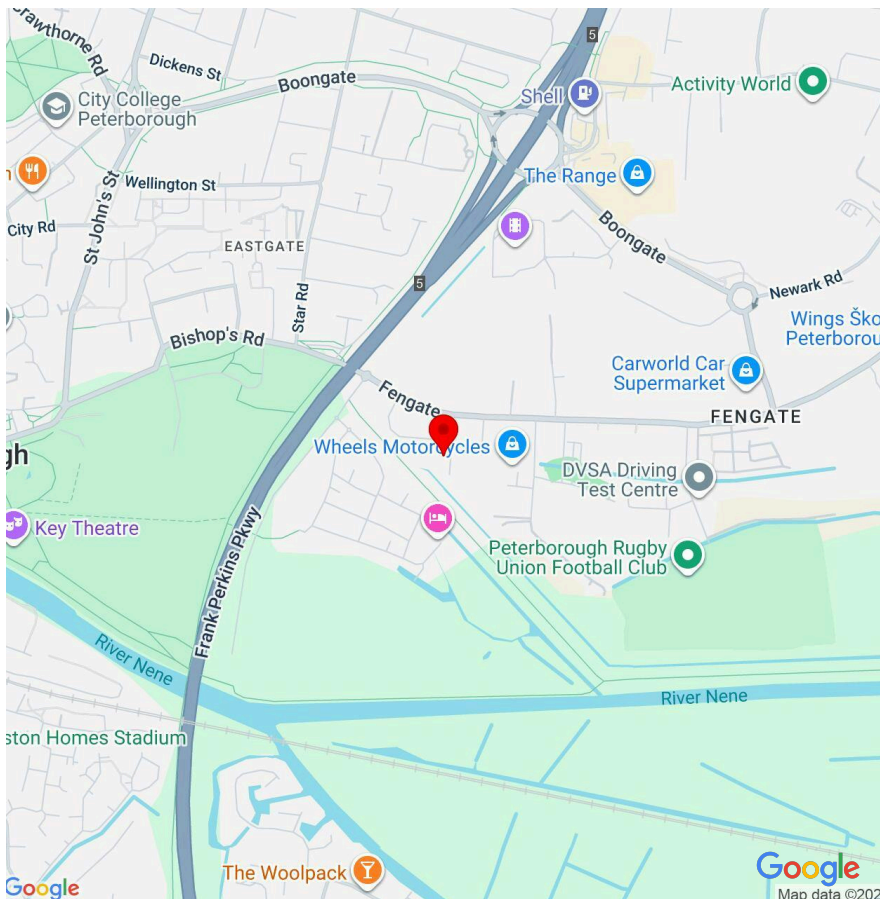 Crawthorne Rd
Dickens St
Boongate
5
Shell
Activity World
City College
Peterborough
n
The Range
Wellington St
St John's St
City Rd
Boongate
EASTGATE
Star Rd
5
Newark Rd
Bishop's Rd
Wings Ško
Peterborou
Carworld Car
Supermarket
Fengate
FENGATE
gh
Wheels Motorcycles
DVSA Driving
Test Centre
Key Theatre
Frank Perkins Pkwy
Peterborough Rugby
Union Football Club
River Nene
River Nene
ston Homes Stadium
The Woolpack
Google
Google
Map data ©202